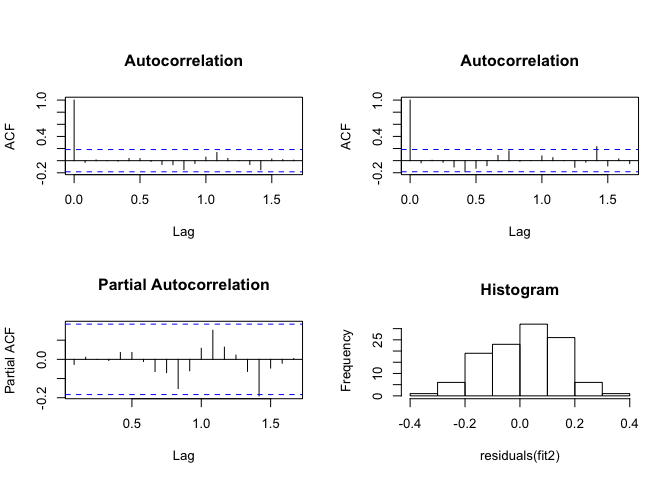 Autocorrelation
ACF
-0.2 0.4 1.0
0.0 0.5 1.0 1.5
Lag
Autocorrelation
ACF
-0.2 0.4 1.0
0.0 0.5 1.0 1.5
Lag
Partial Autocorrelation
Partial ACF
-0.2 0.0
0.5 1.0 1.5
Lag
Histogram
Frequency
0 10 25
-0.4 -0.2 0.0 0.2 0.4
residuals(fit2)